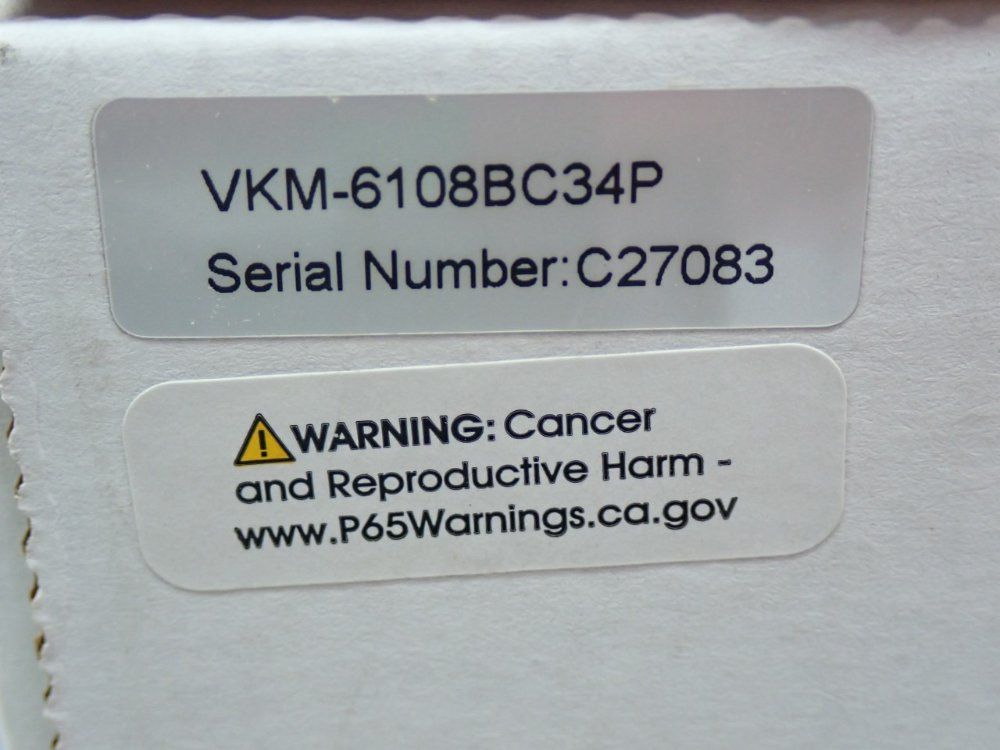 VKM-6108BC34P
Serial Number:C27083
WARNING: Cancer
and Reproductive Harm -
www.P65Warnings.ca.gov